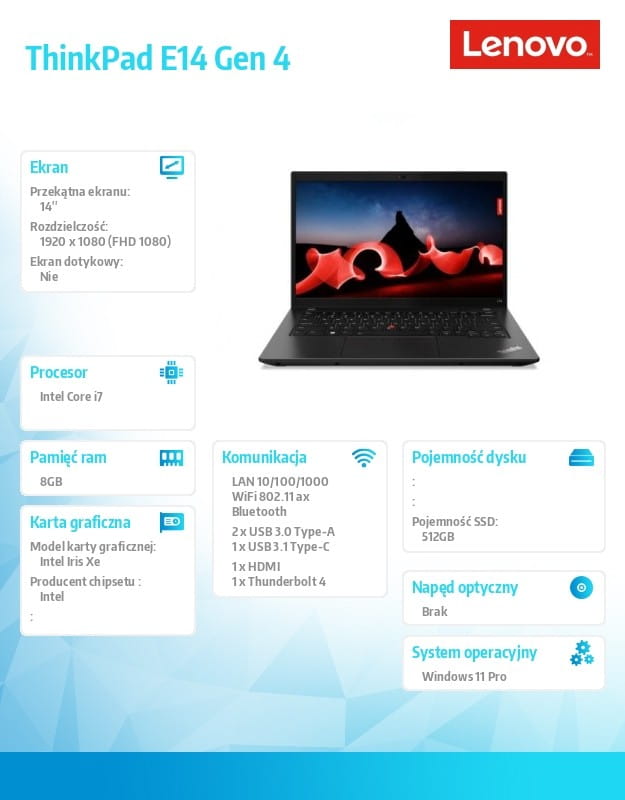 ThinkPad E14 Gen 4
Lenovo
Ekran
Przekątna ekranu:
14"
Rozdzielczość:
1920 x 1080 (FHD 1080)
Ekran dotykowy:
Nie
Procesor
Intel Core i7
Pamięć ram
8GB
Karta graficzna
Model karty graficznej:
Intel Iris Xe
Producent chipsetu :
Intel
:
Komunikacja
LAN 10/100/1000
WiFi 802.11 ax
Bluetooth
2 x USB 3.0 Type-A
1 x USB 3.1 Type-C
1 x HDMI
1 x Thunderbolt 4
Pojemność dysku
:
:
Pojemność SSD:
512GB
Napęd optyczny
Brak
System operacyjny
Windows 11 Pro